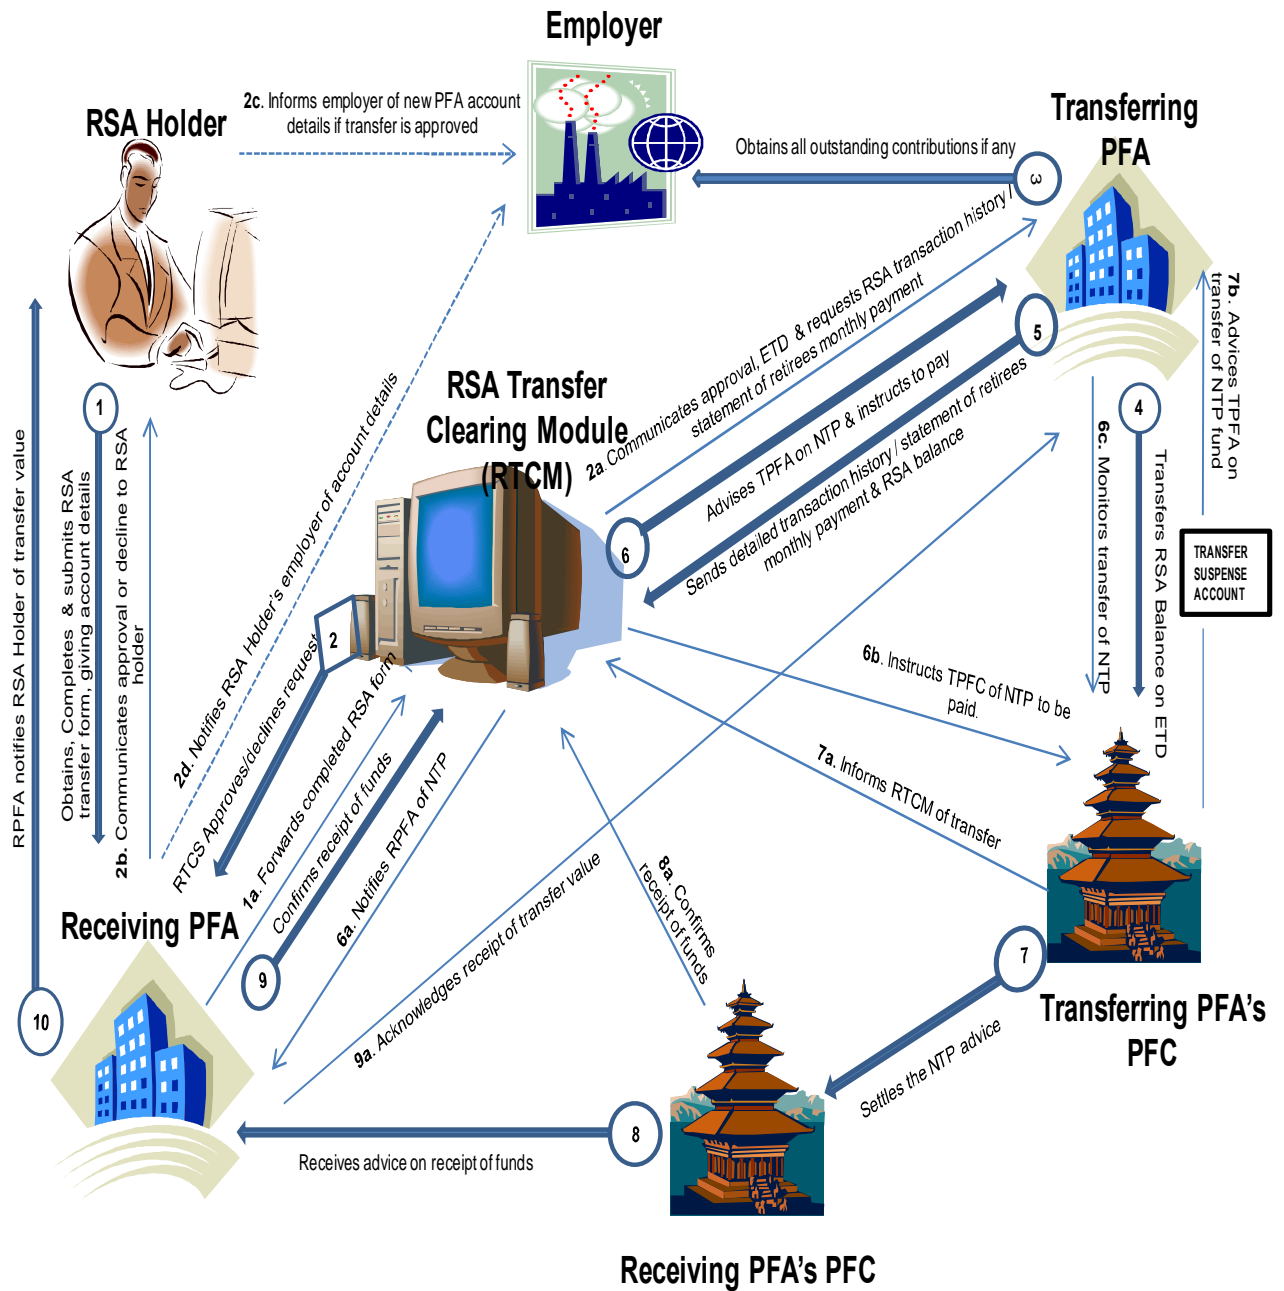 Employer
RSA Holder
2c. Informs employer of new PFA account
details if transfer is approved
Transferring
PFA
Obtains all outstanding contributions if any
3
2a. Communicates approval, ETD & requests RSA transaction history /
statement of retirees monthly payment
6
Advises TPFA on NTP & instructs to pay
5
Sends detailed transaction history / statement of retirees
monthly payment & RSA balance
7b. Advices TPFA on
transfer of NTP fund
4
Transfers RSA Balance on ETD
6c. Monitors transfer of NTP
TRANSFER
SUSPENSE
ACCOUNT
RSA Transfer
Clearing Module
(RTCM)
1
Obtains, Completes & submits RSA
transfer form, giving account details
2b. Communicates approval or decline to RSA
holder
RPFA notifies RSA Holder of transfer value
10
2d. Notifies RSA Holder's employer of account details
2
RTCS Approves/declines request
1a. Forwards completed RSA form
9
Confirms receipt of funds
6a. Notifies RPFA of NTP
9a. Acknowledges receipt of transfer value
6b. Instructs TPFC of NTP to be
paid.
7a. Informs RTCM of transfer
8a. Confirms
receipt of funds
Receiving PFA
7
Settles the NTP advice
Transferring PFA's
PFC
8
Receives advice on receipt of funds
Receiving PFA's PFC